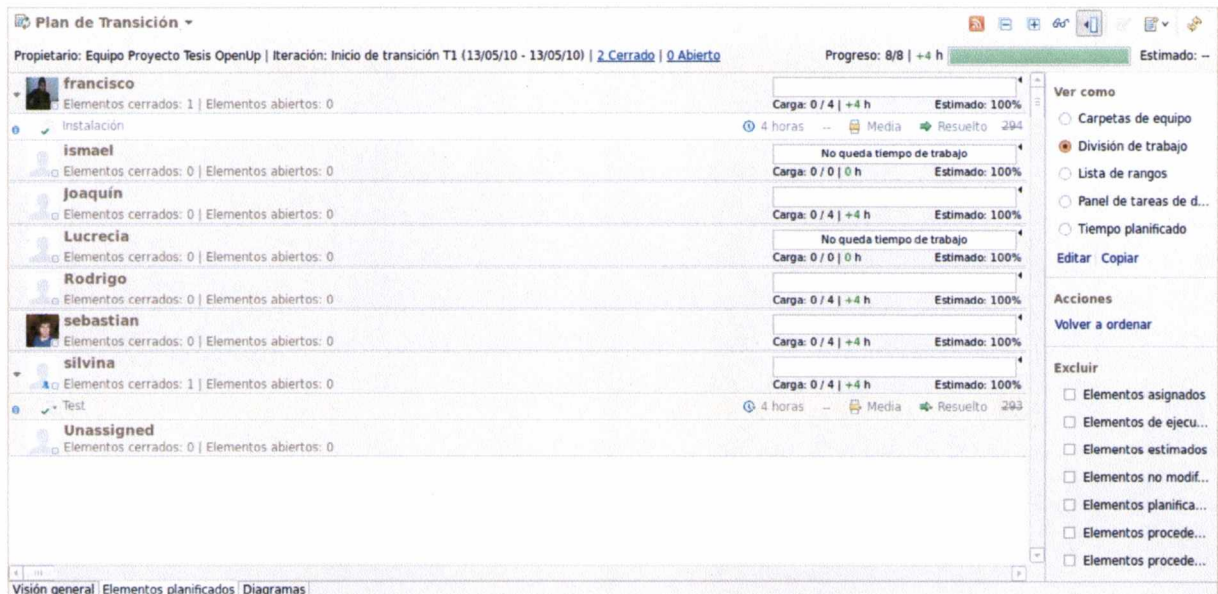 Plan de Transición
Propietario: Equipo Proyecto Tesis OpenUp | Iteración: Inicio de transición T1 (13/05/10 - 13/05/10) | 2 Cerrado | 0 Abierto Progreso: 8/8 | +4 h Estimado: --
francisco
Elementos cerrados: 1 | Elementos abiertos: 0 Carga: 0 / 4 | +4 h Estimado: 100%
Instalación 4 horas -- Media Resuelto 294
ismael No queda tiempo de trabajo
Elementos cerrados: 0 | Elementos abiertos: 0 Carga: 0 / 0 | 0 h Estimado: 100%
Joaquín
Elementos cerrados: 0 | Elementos abiertos: 0 Carga: 0 / 4 | +4 h Estimado: 100%
Lucrecia No queda tiempo de trabajo
Elementos cerrados: 0 | Elementos abiertos: 0 Carga: 0 / 0 | 0 h Estimado: 100%
Rodrigo
Elementos cerrados: 0 | Elementos abiertos: 0 Carga: 0 / 4 | +4 h Estimado: 100%
sebastian
Elementos cerrados: 0 | Elementos abiertos: 0 Carga: 0 / 4 | +4 h Estimado: 100%
silvina
Elementos cerrados: 1 | Elementos abiertos: 0 Carga: 0 / 4 | +4 h Estimado: 100%
Test 4 horas -- Media Resuelto 293
Unassigned
Elementos cerrados: 0 | Elementos abiertos: 0
Ver como
Carpetas de equipo
División de trabajo
Lista de rangos
Panel de tareas de d...
Tiempo planificado
Editar | Copiar
Acciones
Volver a ordenar
Excluir
Elementos asignados
Elementos de ejecu...
Elementos estimados
Elementos no modif...
Elementos planifica...
Elementos procede...
Elementos procede...
Visión general Elementos planificados Diagramas